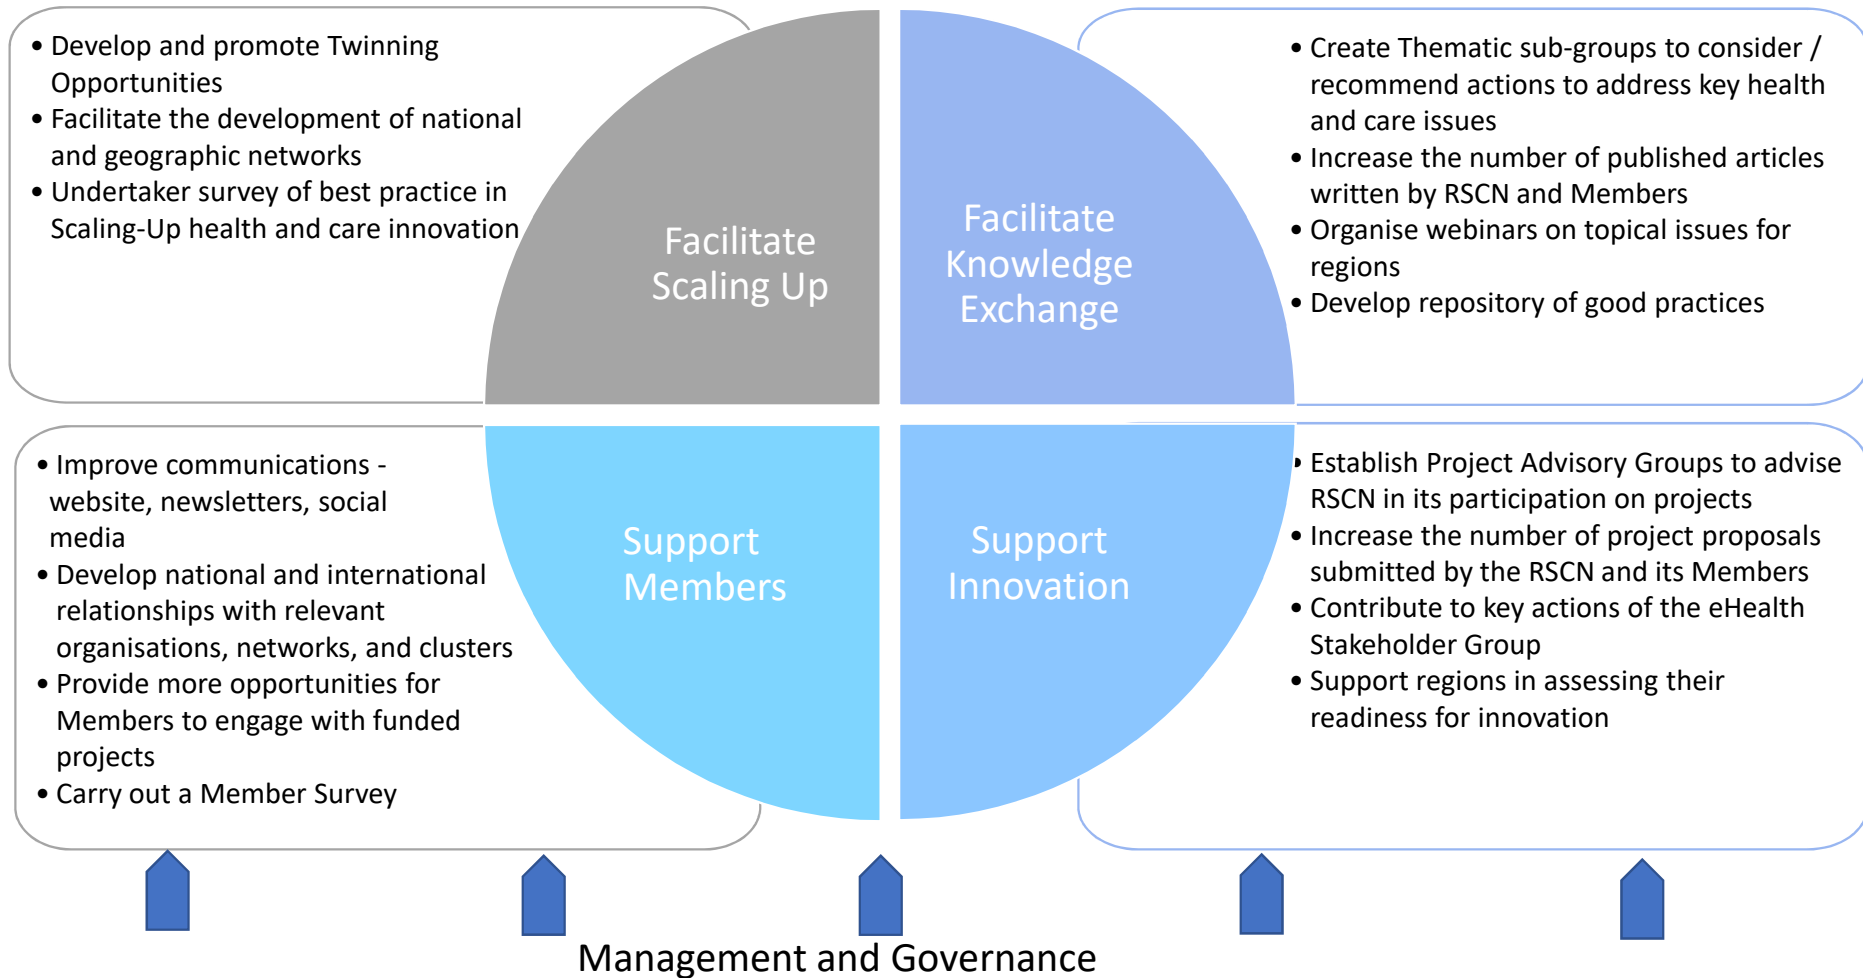 • Develop and promote Twinning
Opportunities
• Facilitate the development of national
and geographic networks
• Undertaker survey of best practice in
Scaling-Up health and care innovation
Facilitate
Scaling Up
Facilitate
Knowledge
Exchange
• Create Thematic sub-groups to consider /
recommend actions to address key health
and care issues
• Increase the number of published articles
written by RSCN and Members
• Organise webinars on topical issues for
regions
• Develop repository of good practices
• Improve communications -
website, newsletters, social
media
• Develop national and international
relationships with relevant
organisations, networks, and clusters
• Provide more opportunities for
Members to engage with funded
projects
• Carry out a Member Survey
Support
Members
Support
Innovation
• Establish Project Advisory Groups to advise
RSCN in its participation on projects
• Increase the number of project proposals
submitted by the RSCN and its Members
• Contribute to key actions of the eHealth
Stakeholder Group
• Support regions in assessing their
readiness for innovation
Management and Governance